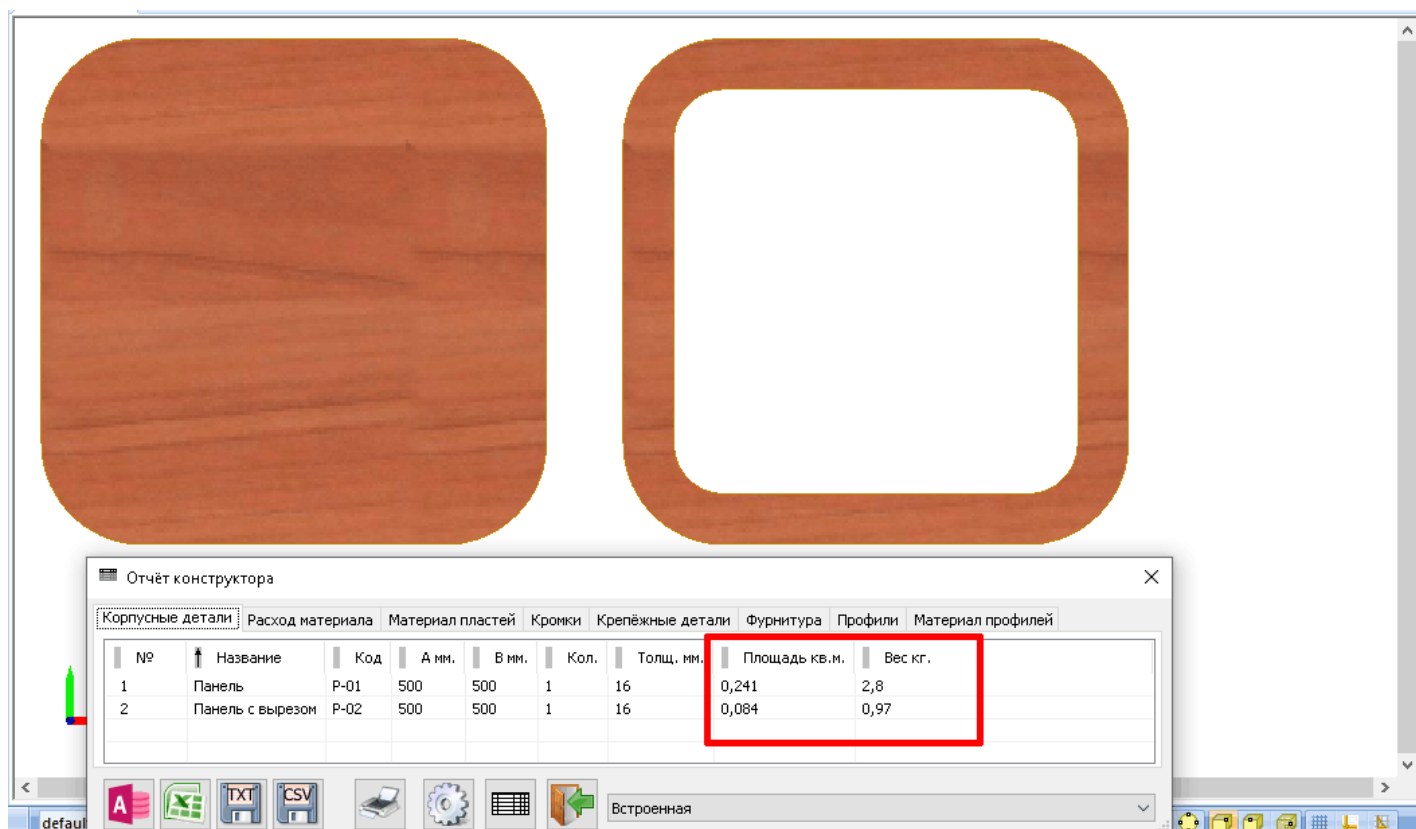 Отчёт конструктора
Корпусные детали Расход материала Материал пластей Кромки Крепёжные детали Фурнитура Профили Материал профилей
№ Название Код А мм. В мм. Кол. Толщ. мм. Площадь кв.м. Вес кг.
1 Панель P-01 500 500 1 16 0,241 2,8
2 Панель с вырезом P-02 500 500 1 16 0,084 0,97
A TXT CSV Встроенная